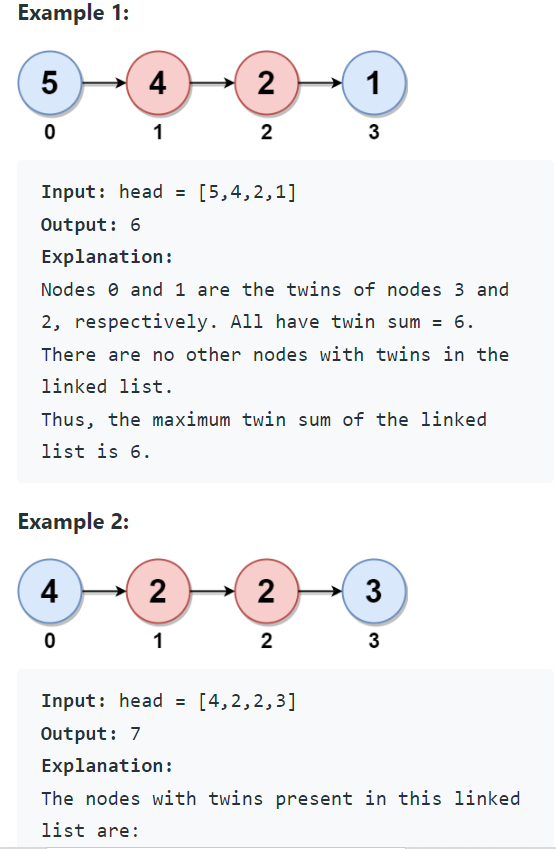 Example 1:
5 4 2 1
0 1 2 3
Input: head = [5,4,2,1]
Output: 6
Explanation:
Nodes 0 and 1 are the twins of nodes 3 and
2, respectively. All have twin sum = 6.
There are no other nodes with twins in the
linked list.
Thus, the maximum twin sum of the linked
list is 6.
Example 2:
4 2 2 3
0 1 2 3
Input: head = [4,2,2,3]
Output: 7
Explanation:
The nodes with twins present in this linked
list are: